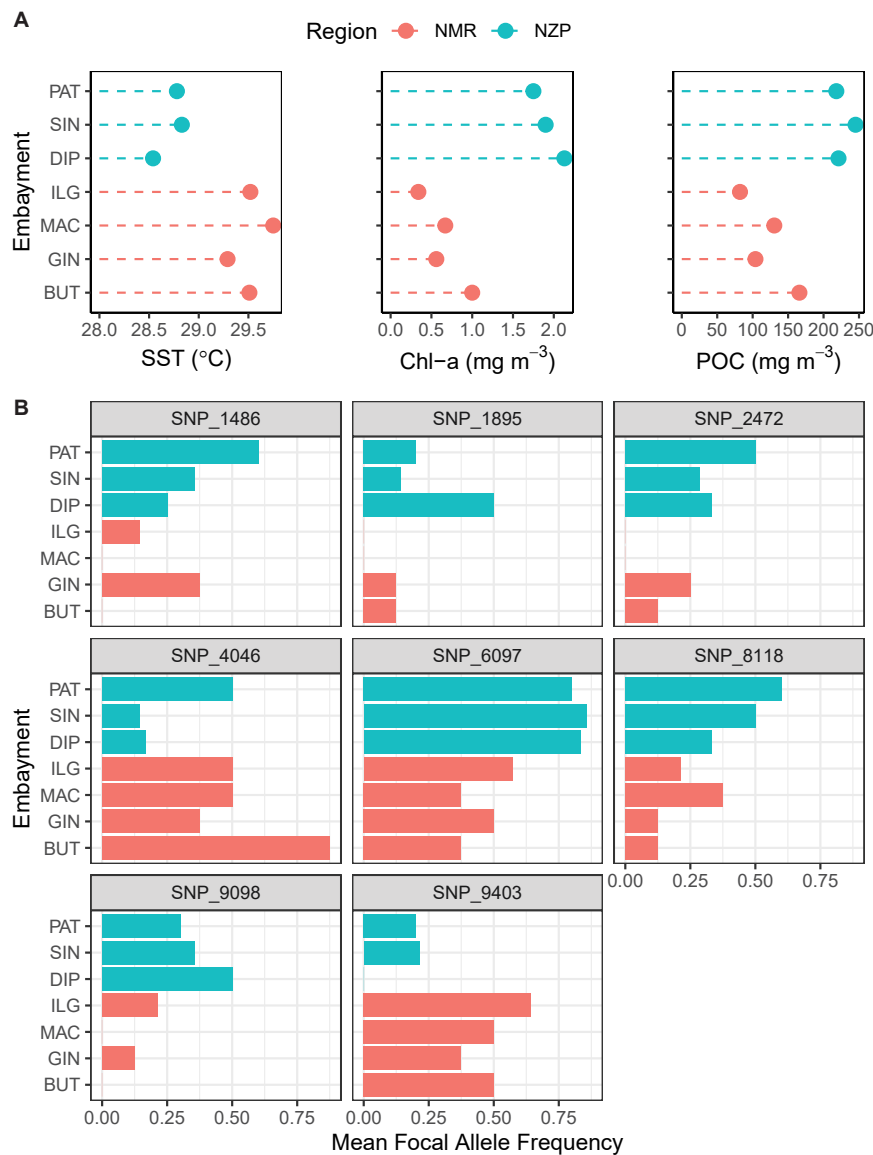 A
Region NMR NZP
Embayment
PAT
SIN
DIP
ILG
MAC
GIN
BUT
28.0 28.5 29.0 29.5
SST (°C)
0.0 0.5 1.0 1.5 2.0
Chl−a (mg m⁻³)
0 50 100 150 200 250
POC (mg m⁻³)
B
Embayment
SNP_1486 SNP_1895 SNP_2472
PAT
SIN
DIP
ILG
MAC
GIN
BUT
SNP_4046 SNP_6097 SNP_8118
PAT
SIN
DIP
ILG
MAC
GIN
BUT
0.00 0.25 0.50 0.75
SNP_9098 SNP_9403
PAT
SIN
DIP
ILG
MAC
GIN
BUT
0.00 0.25 0.50 0.75 0.00 0.25 0.50 0.75
Mean Focal Allele Frequency